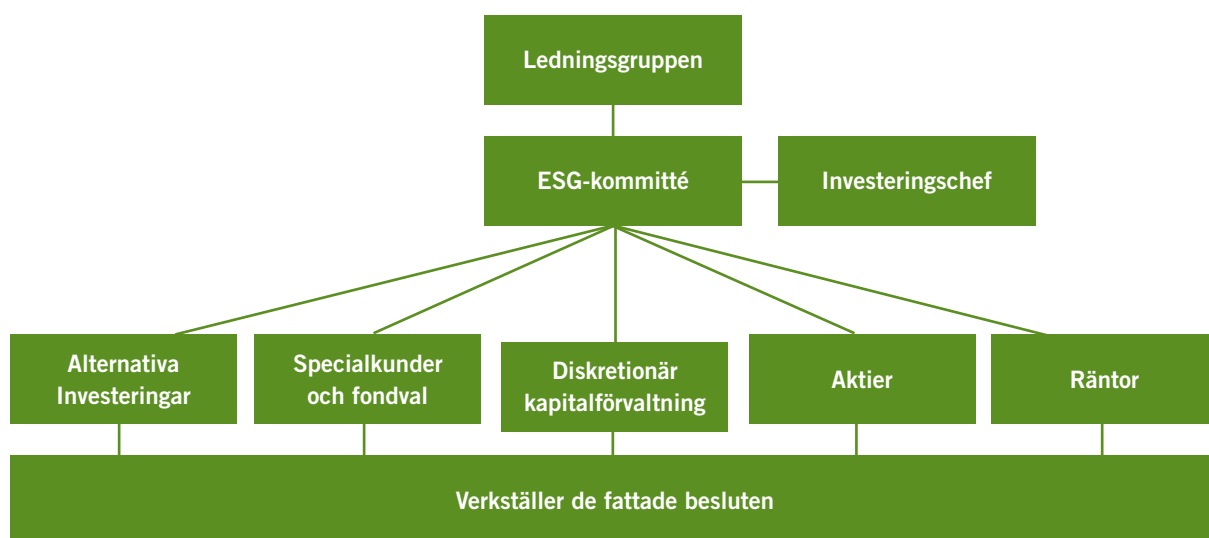 Ledningsgruppen
ESG-kommitté
Investeringschef
Alternativa
Investeringar
Specialkunder
och fondval
Diskretionär
kapitalförvaltning
Aktier
Räntor
Verkställer de fattade besluten